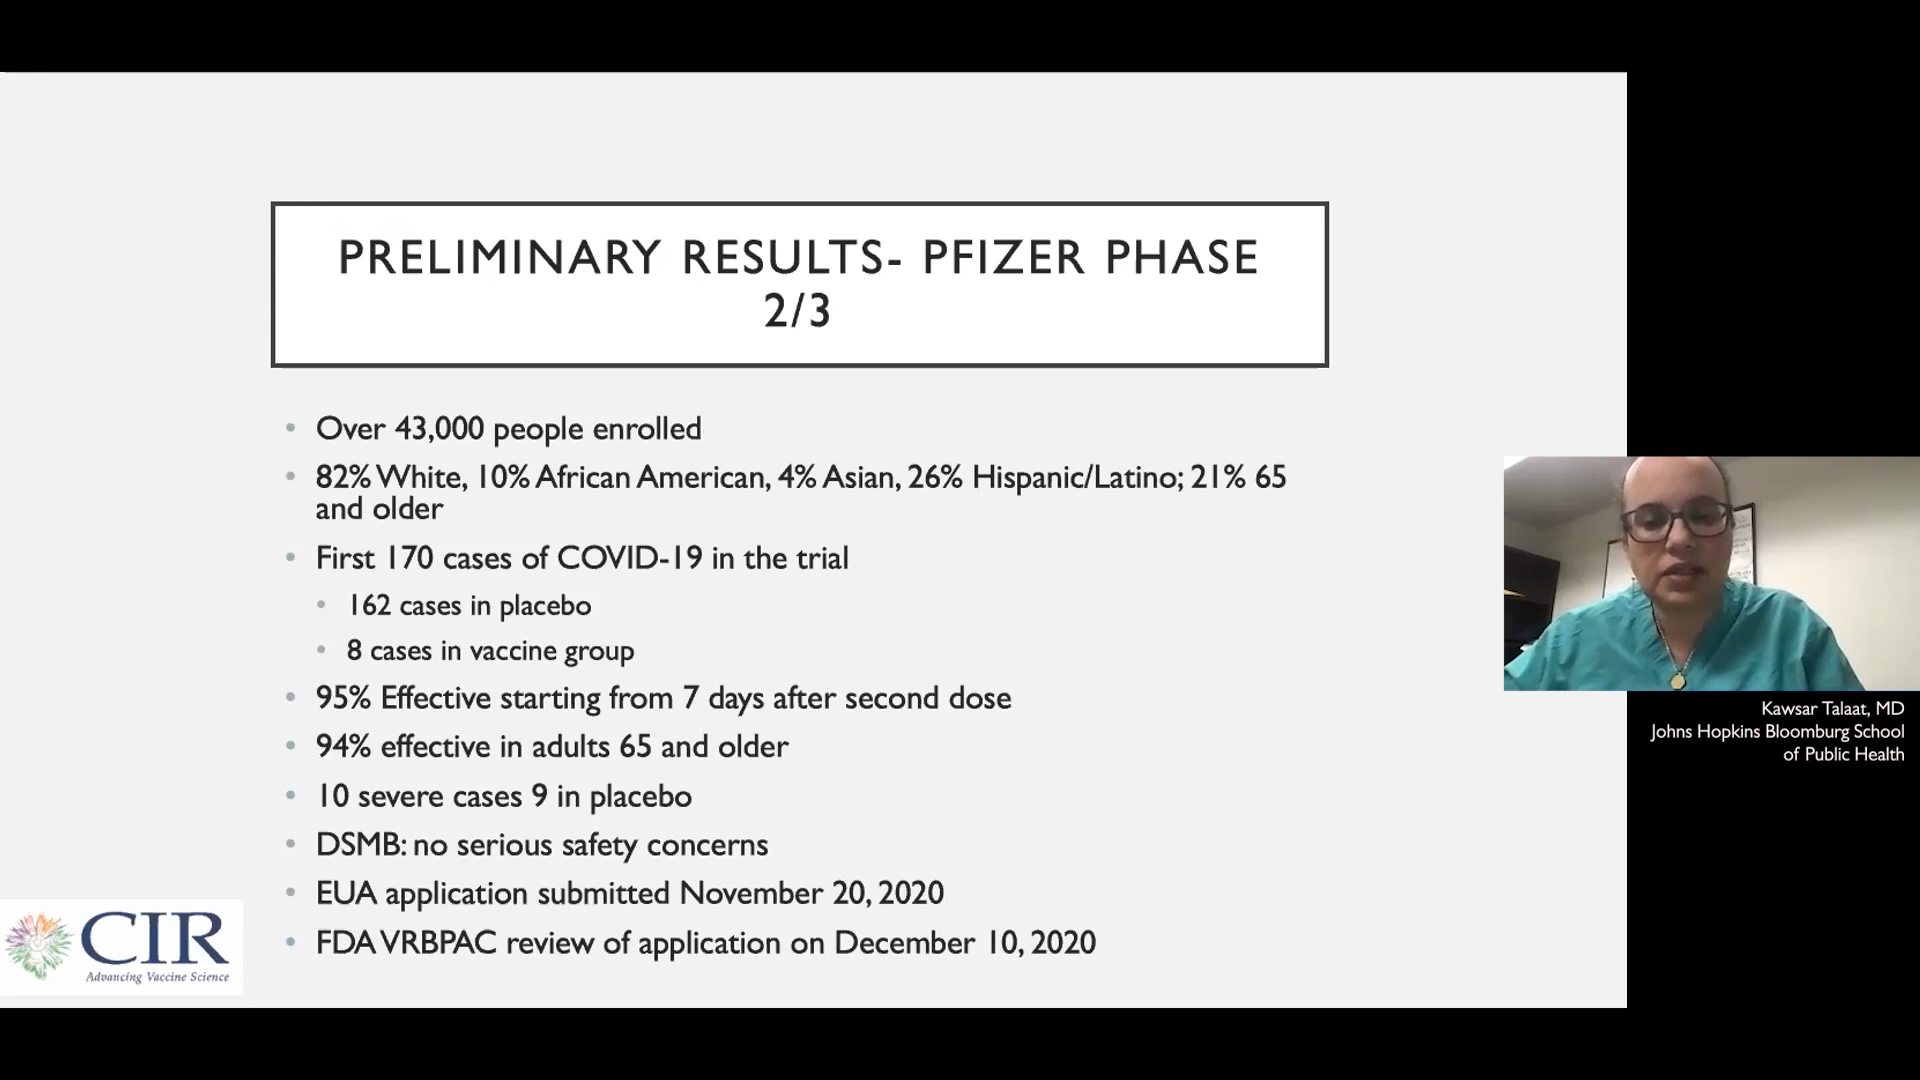 PRELIMINARY RESULTS- PFIZER PHASE
2/3
• Over 43,000 people enrolled
• 82% White, 10% African American, 4% Asian, 26% Hispanic/Latino; 21% 65
and older
• First 170 cases of COVID-19 in the trial
• 162 cases in placebo
• 8 cases in vaccine group
• 95% Effective starting from 7 days after second dose
• 94% effective in adults 65 and older
• 10 severe cases 9 in placebo
• DSMB: no serious safety concerns
• EUA application submitted November 20, 2020
• FDA VRBPAC review of application on December 10, 2020
CIR
Advancing Vaccine Science
Kawsar Talaat, MD
Johns Hopkins Bloomburg School
of Public Health